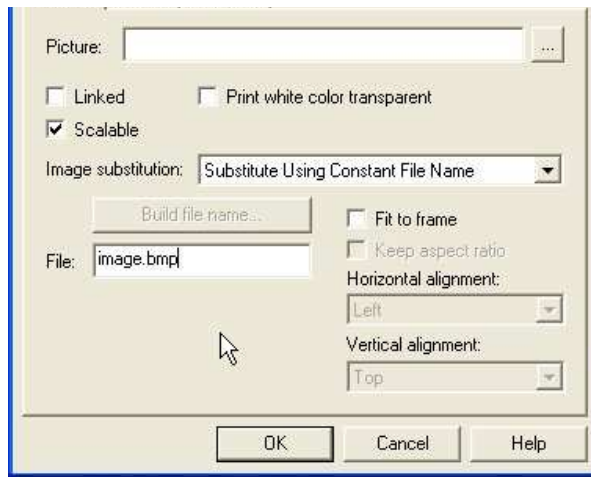 Picture:
...
Linked
Print white color transparent
Scalable
Image substitution: Substitute Using Constant File Name
Build file name...
Fit to frame
Keep aspect ratio
File: image.bmp
Horizontal alignment:
Left
Vertical alignment:
Top
OK Cancel Help